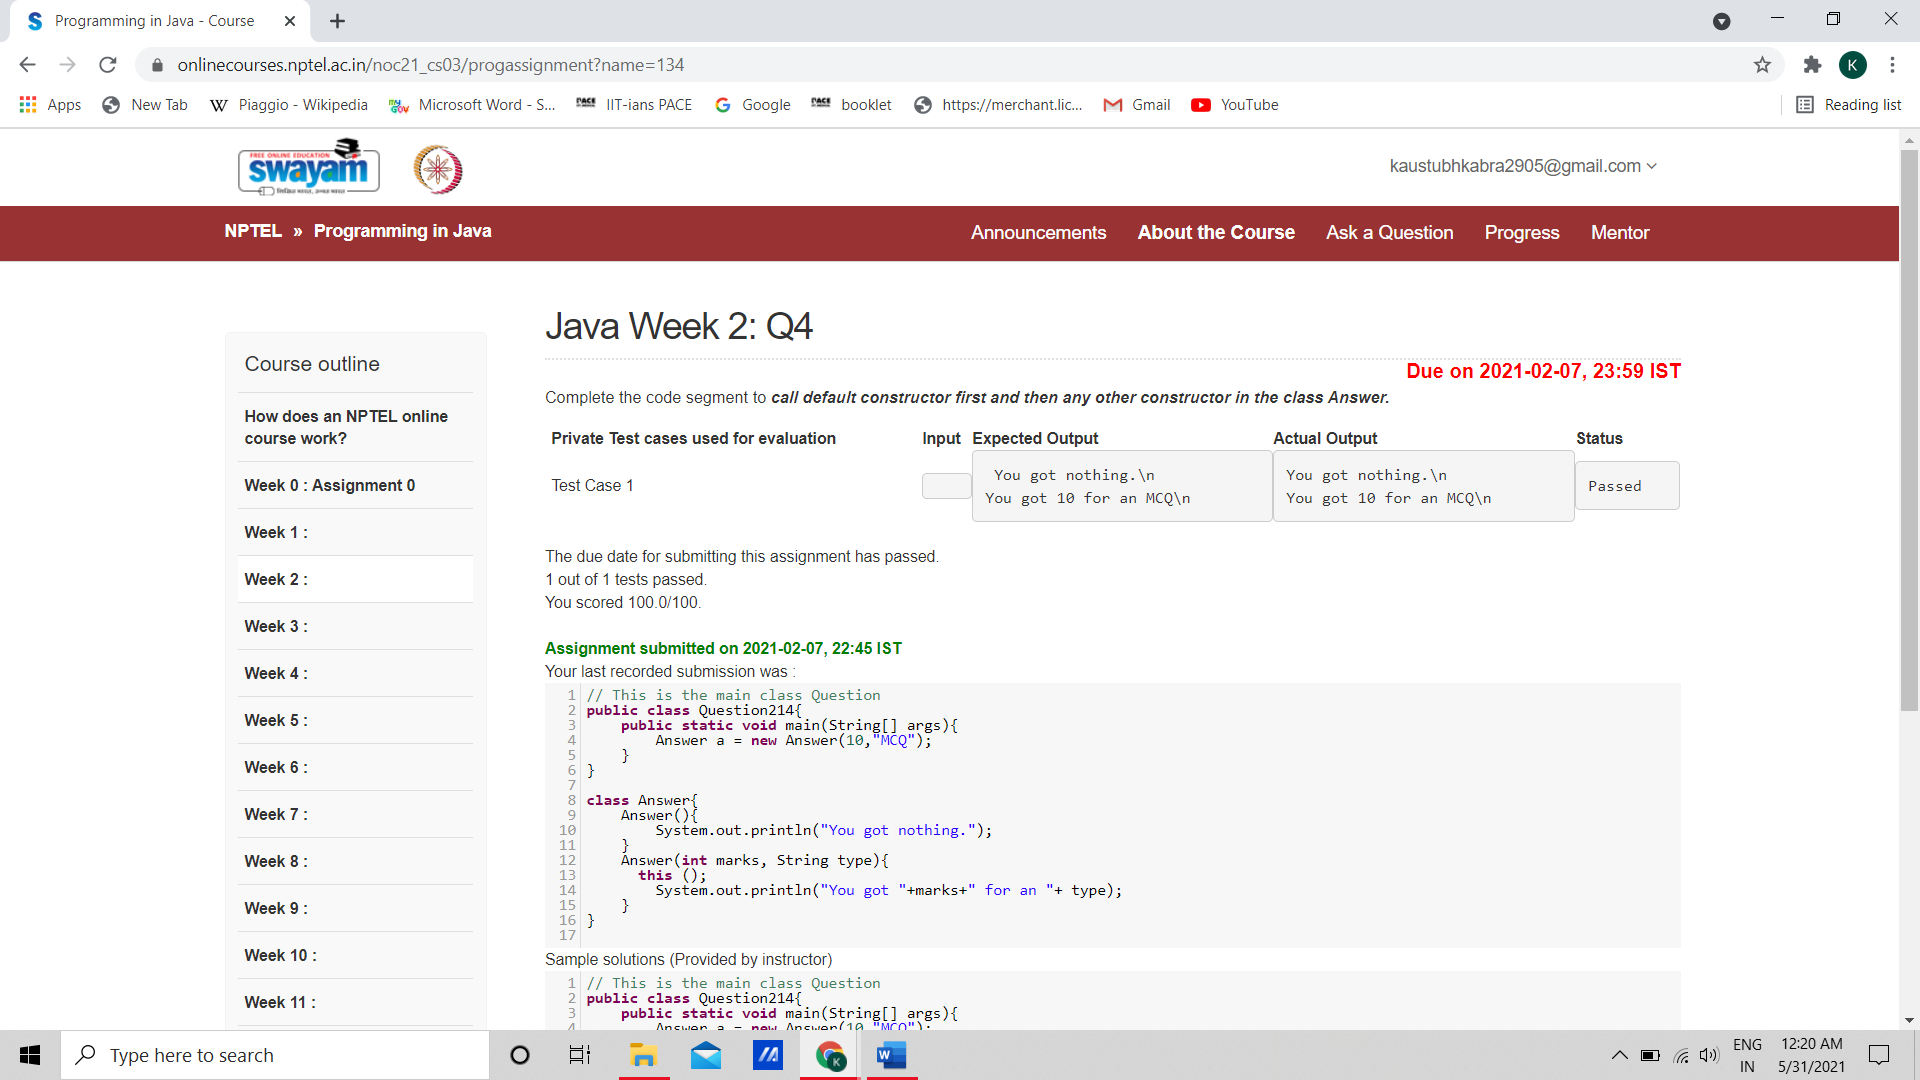 Programming in Java - Course
onlinecourses.nptel.ac.in/noc21_cs03/progassignment?name=134
K
Apps New Tab Piaggio - Wikipedia Microsoft Word - S... IIT-ians PACE Google booklet https://merchant.lic... Gmail YouTube Reading list
FREE ONLINE EDUCATION
swayam
kaustubhkabra2905@gmail.com
NPTEL » Programming in Java
Announcements About the Course Ask a Question Progress Mentor
Course outline
How does an NPTEL online
course work?
Week 0 : Assignment 0
Week 1 :
Week 2 :
Week 3 :
Week 4 :
Week 5 :
Week 6 :
Week 7 :
Week 8 :
Week 9 :
Week 10 :
Week 11 :
Java Week 2: Q4
Due on 2021-02-07, 23:59 IST
Complete the code segment to call default constructor first and then any other constructor in the class Answer.
Private Test cases used for evaluation Input Expected Output Actual Output Status
Test Case 1
You got nothing.\n
You got 10 for an MCQ\n
You got nothing.\n
You got 10 for an MCQ\n
Passed
The due date for submitting this assignment has passed.
1 out of 1 tests passed.
You scored 100.0/100.
Assignment submitted on 2021-02-07, 22:45 IST
Your last recorded submission was :
1 // This is the main class Question
2 public class Question214{
3 public static void main(String[] args){
4 Answer a = new Answer(10,"MCQ");
5 }
6 }
7
8 class Answer{
9 Answer(){
10 System.out.println("You got nothing.");
11 }
12 Answer(int marks, String type){
13 this ();
14 System.out.println("You got "+marks+" for an "+ type);
15 }
16 }
17
Sample solutions (Provided by instructor)
1 // This is the main class Question
2 public class Question214{
3 public static void main(String[] args){
4 Answer a = new Answer(10,"MCQ");
Type here to search
ENG
IN
12:20 AM
5/31/2021